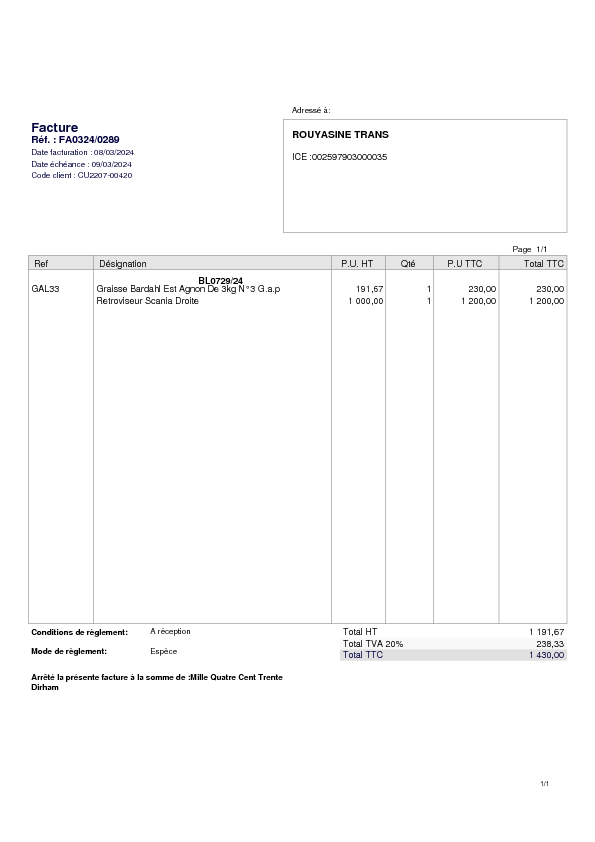 Adressé à:
Facture
Réf. : FA0324/0289
Date facturation : 08/03/2024
Date échéance : 09/03/2024
Code client : CU2207-00420
ROUYASINE TRANS
ICE :002597903000035
Page 1/1
Ref Désignation P.U. HT Qté P.U TTC Total TTC
BL0729/24
GAL33 Graisse Bardahl Est Agnon De 3kg N°3 G.a.p 191,67 1 230,00 230,00
Retroviseur Scania Droite 1 000,00 1 1 200,00 1 200,00
Conditions de règlement: A réception Total HT 1 191,67
Total TVA 20% 238,33
Mode de règlement: Espèce Total TTC 1 430,00
Arrêté la présente facture à la somme de :Mille Quatre Cent Trente
Dirham
1/1